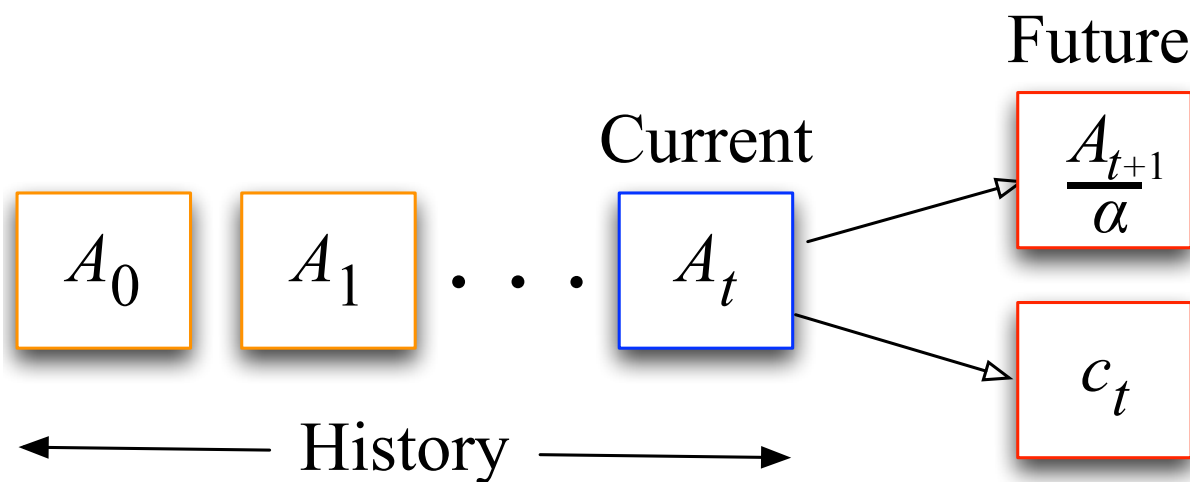 Future
Current
A_0
A_1
. . .
A_t
A_{t+1}
α
c_t
History